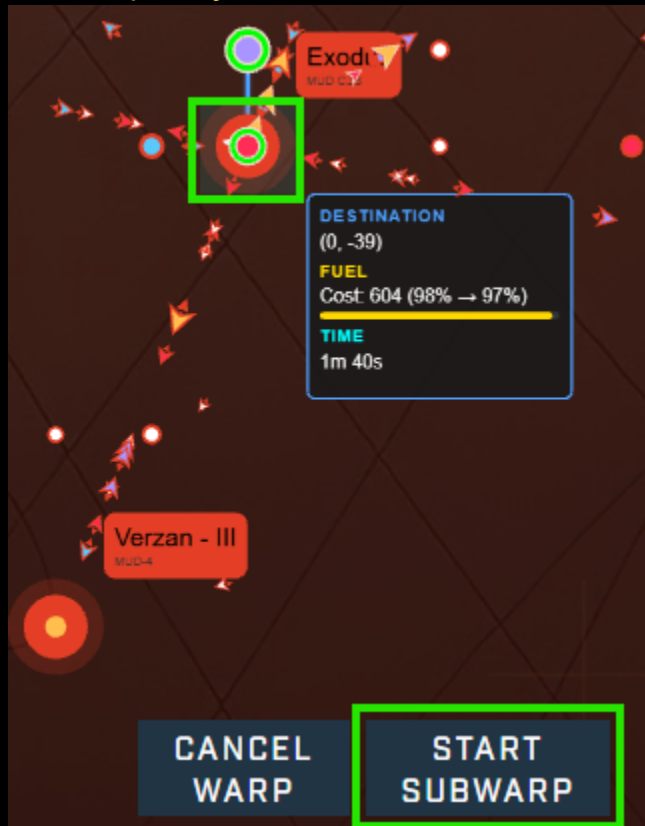 MUD
DESTINATION
(0, -39)
FUEL
Cost: 604 (98% → 97%)
TIME
1m 40s
Verzan - III
MUD-4
CANCEL
WARP
START
SUBWARP